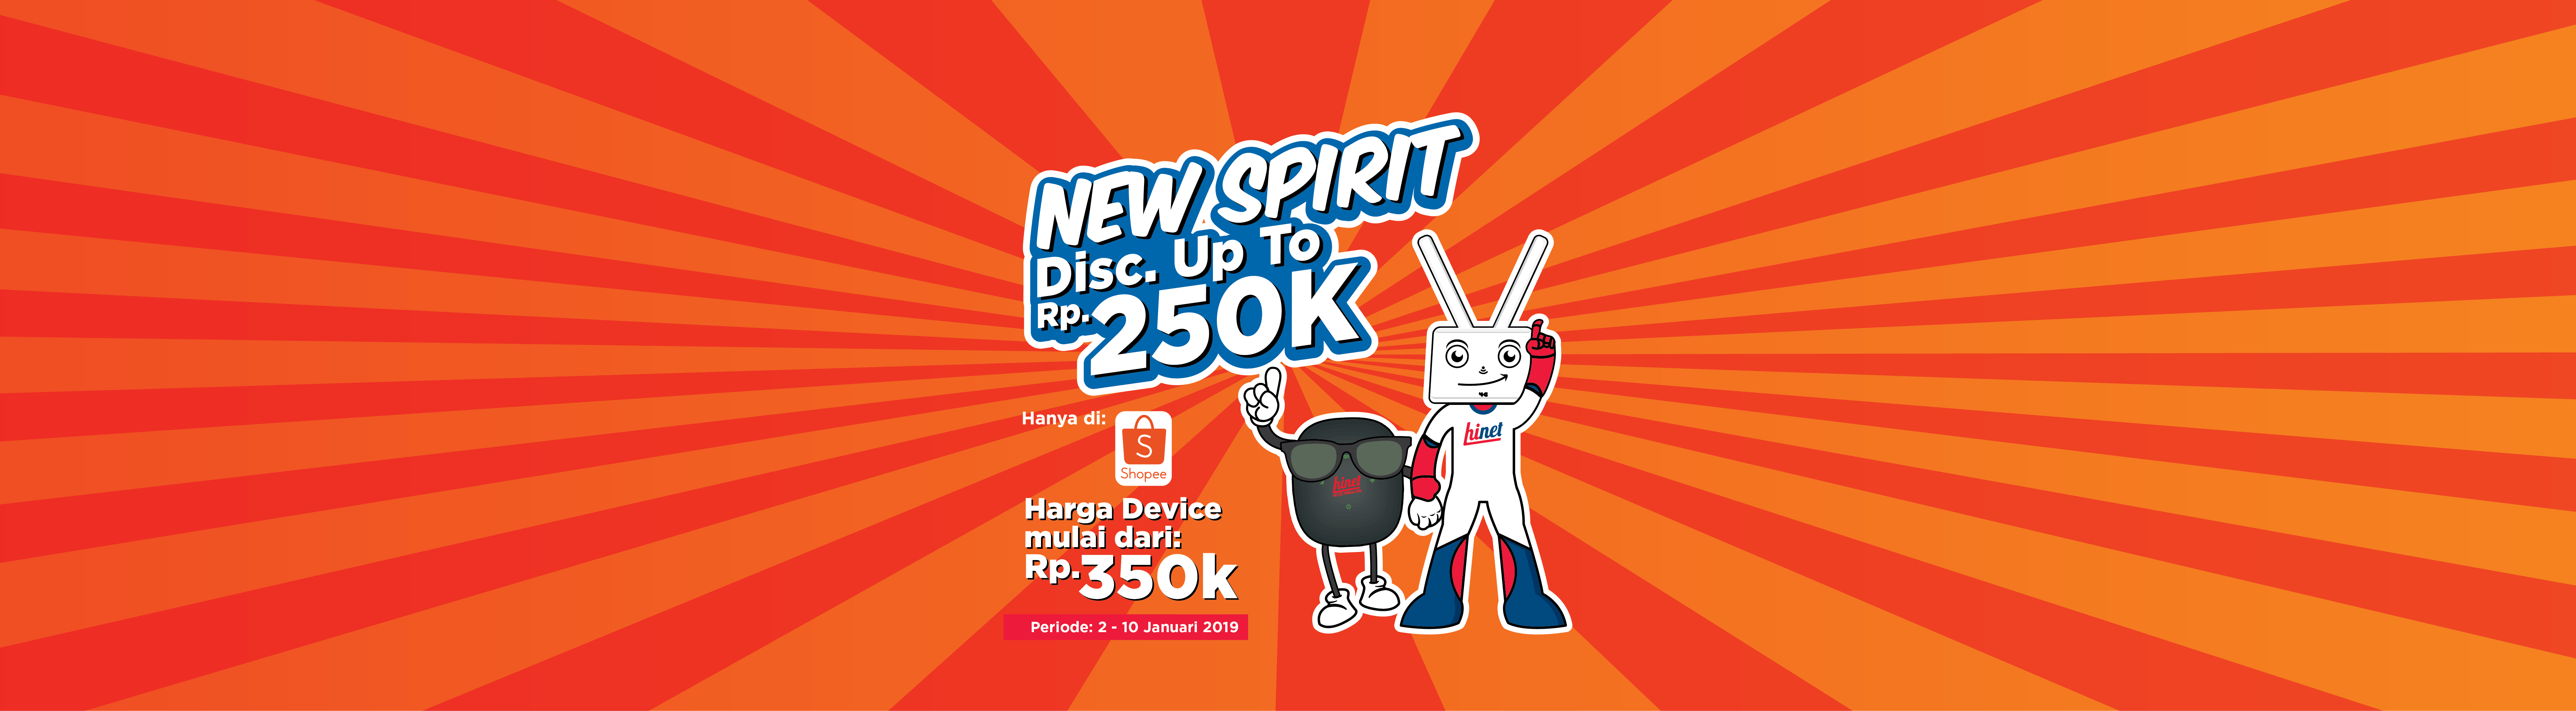 NEW SPIRIT
Disc. Up To
Rp.250K
Hanya di:
S
Shopee
Harga Device
mulai dari:
Rp.350k
Periode: 2 - 10 Januari 2019
hinet
4G
hinet